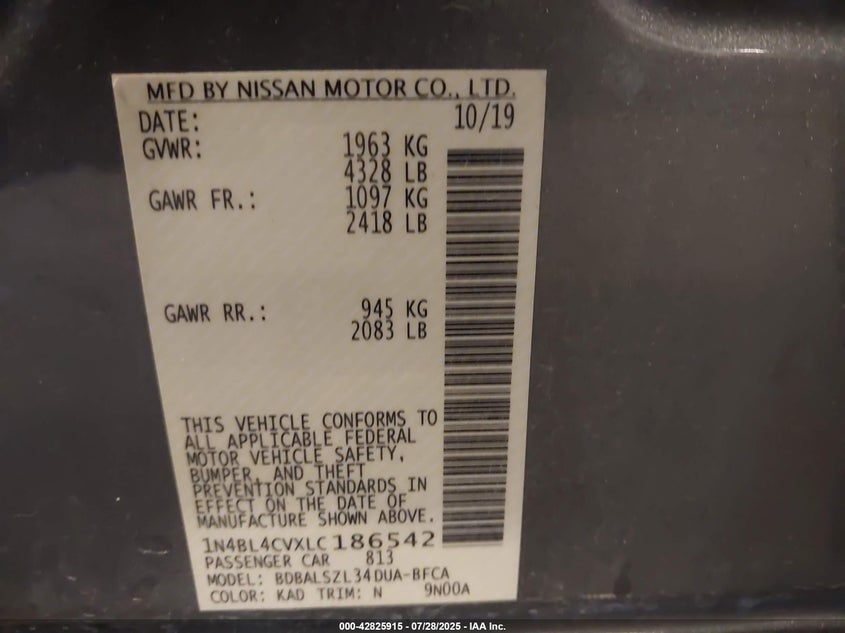 MFD BY NISSAN MOTOR CO., LTD.
DATE: 10/19
GVWR: 1963 KG
4328 LB
GAWR FR.: 1097 KG
2418 LB
GAWR RR.: 945 KG
2083 LB
THIS VEHICLE CONFORMS TO
ALL APPLICABLE FEDERAL
MOTOR VEHICLE SAFETY,
BUMPER, AND THEFT
PREVENTION STANDARDS IN
EFFECT ON THE DATE OF
MANUFACTURE SHOWN ABOVE.
1N4BL4CVXLC186542
PASSENGER CAR 813
MODEL: BDBALSZL34DUA-BFCA
COLOR: KAD TRIM: N 9N00A
000-42825915 - 07/28/2025 - IAA Inc.